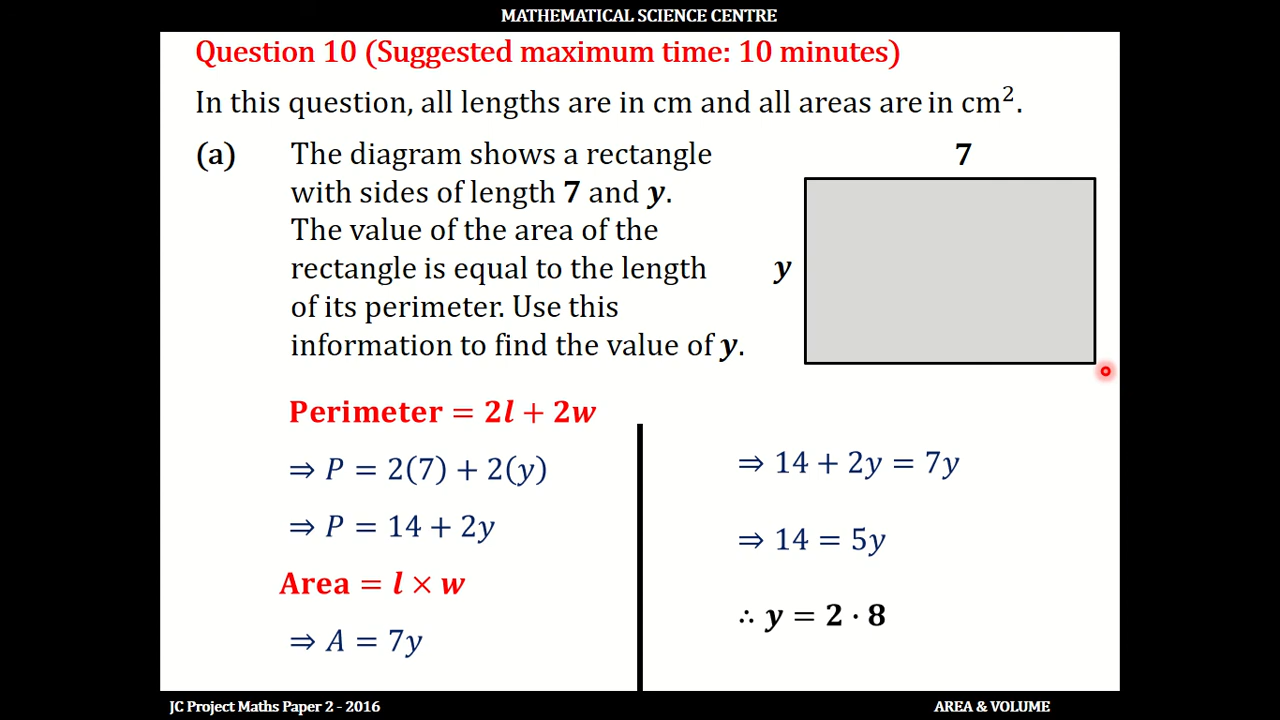 MATHEMATICAL SCIENCE CENTRE
Question 10 (Suggested maximum time: 10 minutes)
In this question, all lengths are in cm and all areas are in cm².
(a) The diagram shows a rectangle
with sides of length 7 and y.
The value of the area of the
rectangle is equal to the length
of its perimeter. Use this
information to find the value of y.
7
y
Perimeter = 2l + 2w
⇒ P = 2(7) + 2(y)
⇒ P = 14 + 2y
Area = l × w
⇒ A = 7y
⇒ 14 + 2y = 7y
⇒ 14 = 5y
∴ y = 2 · 8
JC Project Maths Paper 2 - 2016
AREA & VOLUME